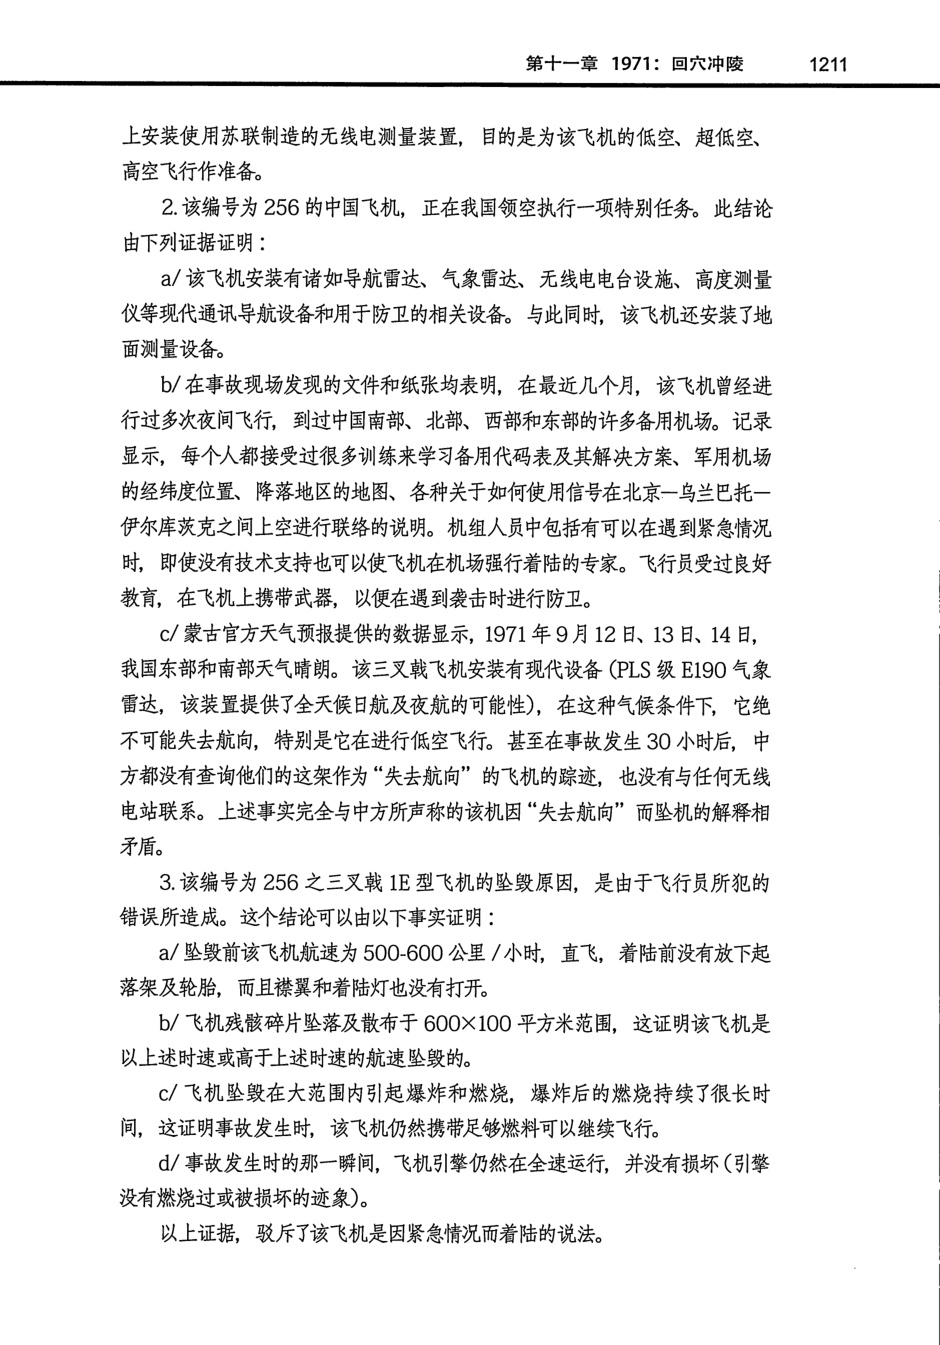 第十一章 1971：回穴冲陵 1211
上安装使用苏联制造的无线电测量装置，目的是为该飞机的低空、超低空、
高空飞行作准备。
2.该编号为 256 的中国飞机，正在我国领空执行一项特别任务。此结论
由下列证据证明：
a/ 该飞机安装有诸如导航雷达、气象雷达、无线电电台设施、高度测量
仪等现代通讯导航设备和用于防卫的相关设备。与此同时，该飞机还安装了地
面测量设备。
b/ 在事故现场发现的文件和纸张均表明，在最近几个月，该飞机曾经进
行过多次夜间飞行，到过中国南部、北部、西部和东部的许多备用机场。记录
显示，每个人都接受过很多训练来学习备用代码表及其解决方案、军用机场
的经纬度位置、降落地区的地图、各种关于如何使用信号在北京—乌兰巴托—
伊尔库茨克之间上空进行联络的说明。机组人员中包括有可以在遇到紧急情况
时，即使没有技术支持也可以使飞机在机场强行着陆的专家。飞行员受过良好
教育，在飞机上携带武器，以便在遇到袭击时进行防卫。
c/ 蒙古官方天气预报提供的数据显示，1971 年 9 月 12 日、13 日、14 日，
我国东部和南部天气晴朗。该三叉戟飞机安装有现代设备（PLS 级 E190 气象
雷达，该装置提供了全天候日航及夜航的可能性），在这种气候条件下，它绝
不可能失去航向，特别是它在进行低空飞行。甚至在事故发生 30 小时后，中
方都没有查询他们的这架作为“失去航向”的飞机的踪迹，也没有与任何无线
电站联系。上述事实完全与中方所声称的该机因“失去航向”而坠机的解释相
矛盾。
3.该编号为 256 之三叉戟 1E 型飞机的坠毁原因，是由于飞行员所犯的
错误所造成。这个结论可以由以下事实证明：
a/ 坠毁前该飞机航速为 500-600 公里 / 小时，直飞，着陆前没有放下起
落架及轮胎，而且襟翼和着陆灯也没有打开。
b/ 飞机残骸碎片坠落及散布于 600×100 平方米范围，这证明该飞机是
以上述时速或高于上述时速的航速坠毁的。
c/ 飞机坠毁在大范围内引起爆炸和燃烧，爆炸后的燃烧持续了很长时
间，这证明事故发生时，该飞机仍然携带足够燃料可以继续飞行。
d/ 事故发生时的那一瞬间，飞机引擎仍然在全速运行，并没有损坏（引擎
没有燃烧过或被损坏的迹象）。
以上证据，驳斥了该飞机是因紧急情况而着陆的说法。